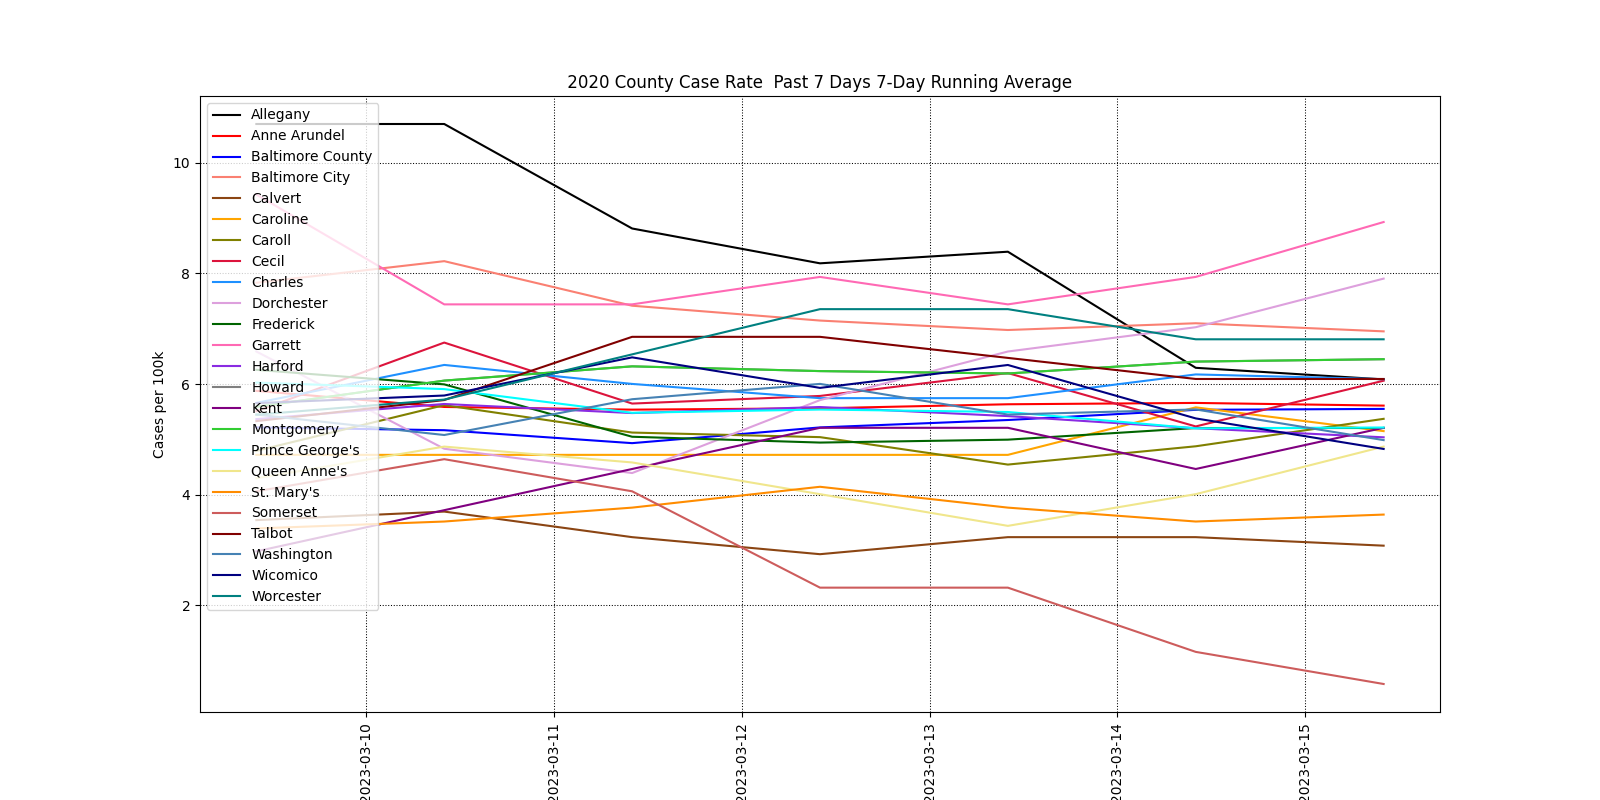 2020 County Case Rate  Past 7 Days 7-Day Running Average
Cases per 100k
10
8
6
4
2
Allegany
Anne Arundel
Baltimore County
Baltimore City
Calvert
Caroline
Caroll
Cecil
Charles
Dorchester
Frederick
Garrett
Harford
Howard
Kent
Montgomery
Prince George's
Queen Anne's
St. Mary's
Somerset
Talbot
Washington
Wicomico
Worcester
2023-03-10
2023-03-11
2023-03-12
2023-03-13
2023-03-14
2023-03-15